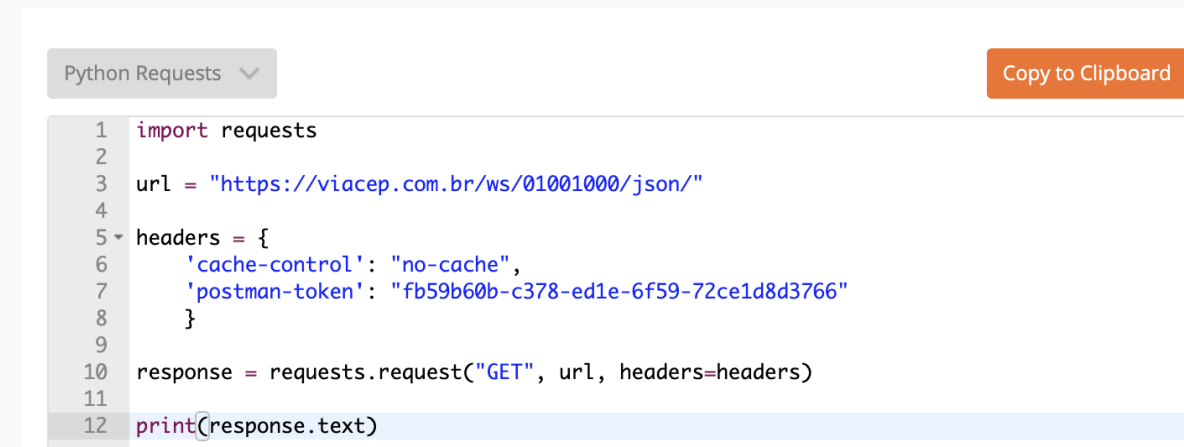 Python Requests
Copy to Clipboard
1 import requests
2
3 url = "https://viacep.com.br/ws/01001000/json/"
4
5 headers = {
6     'cache-control': "no-cache",
7     'postman-token': "fb59b60b-c378-ed1e-6f59-72ce1d8d3766"
8     }
9
10 response = requests.request("GET", url, headers=headers)
11
12 print(response.text)